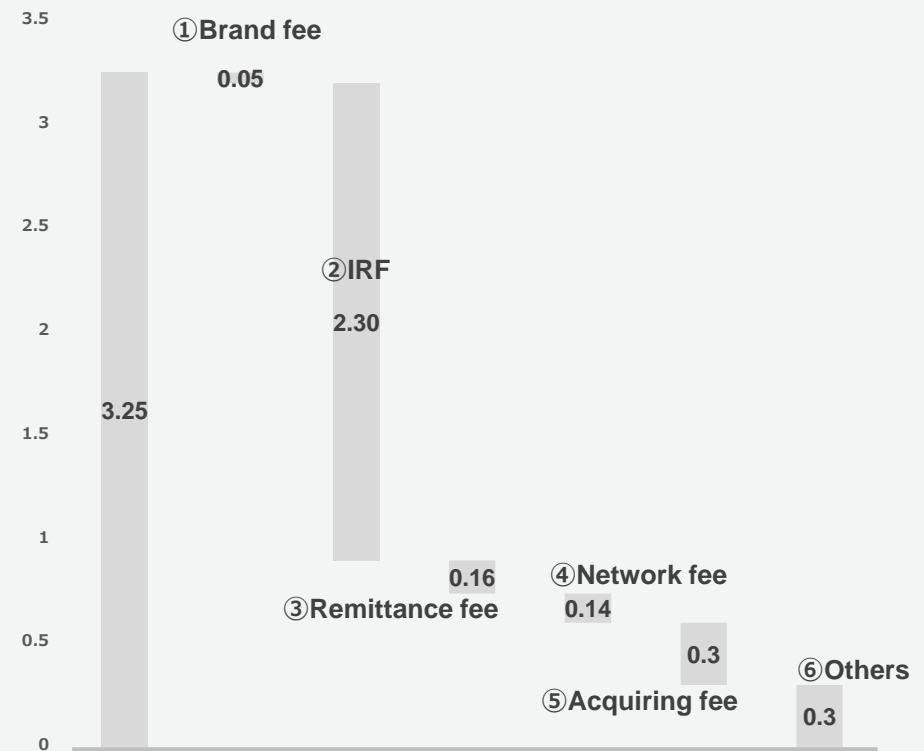 3.5
①Brand fee
0.05
3
2.5
②IRF
2.30
2
3.25
1.5
1
0.16
④Network fee
③Remittance fee
0.14
0.5
0.3
⑥Others
⑤Acquiring fee
0.3
0